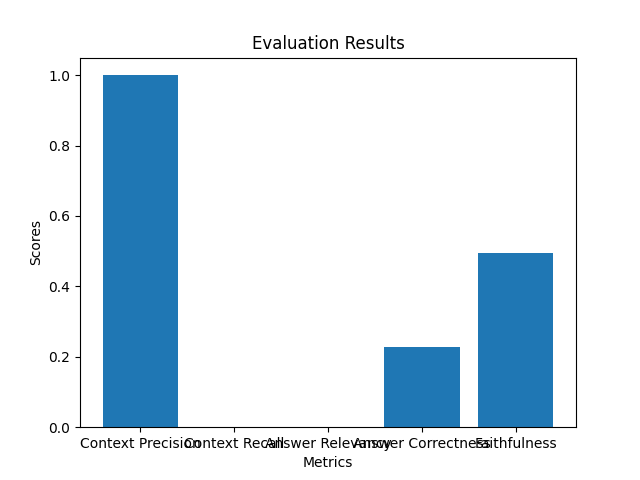 Evaluation Results
1.0
0.8
0.6
0.4
0.2
0.0
Scores
Context Precision Context Recall Answer Relevancy Answer Correctness Faithfulness
Metrics